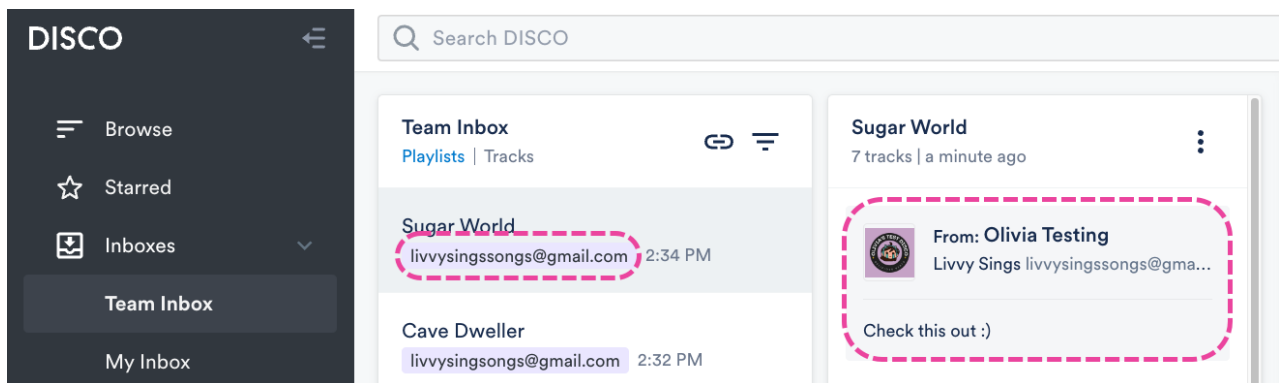 DISCO
Browse
Starred
Inboxes
Team Inbox
My Inbox
Search DISCO
Team Inbox
Playlists | Tracks
Sugar World
livvysingssongs@gmail.com 2:34 PM
Cave Dweller
livvysingsongs@gmail.com 2:32 PM
Sugar World
7 tracks | a minute ago
From: Olivia Testing
Livvy Sings livvysingssongs@gma...
Check this out :)